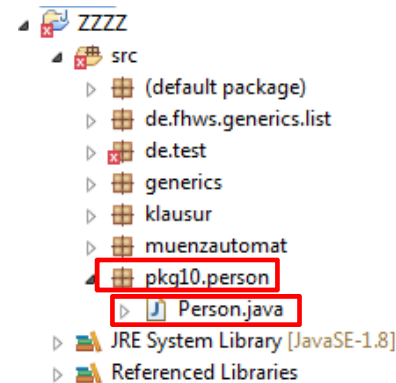 ZZZZ
src
(default package)
de.fhws.generics.list
de.test
generics
klausur
muenzautomat
pkg10.person
J Person.java
JRE System Library [JavaSE-1.8]
Referenced Libraries